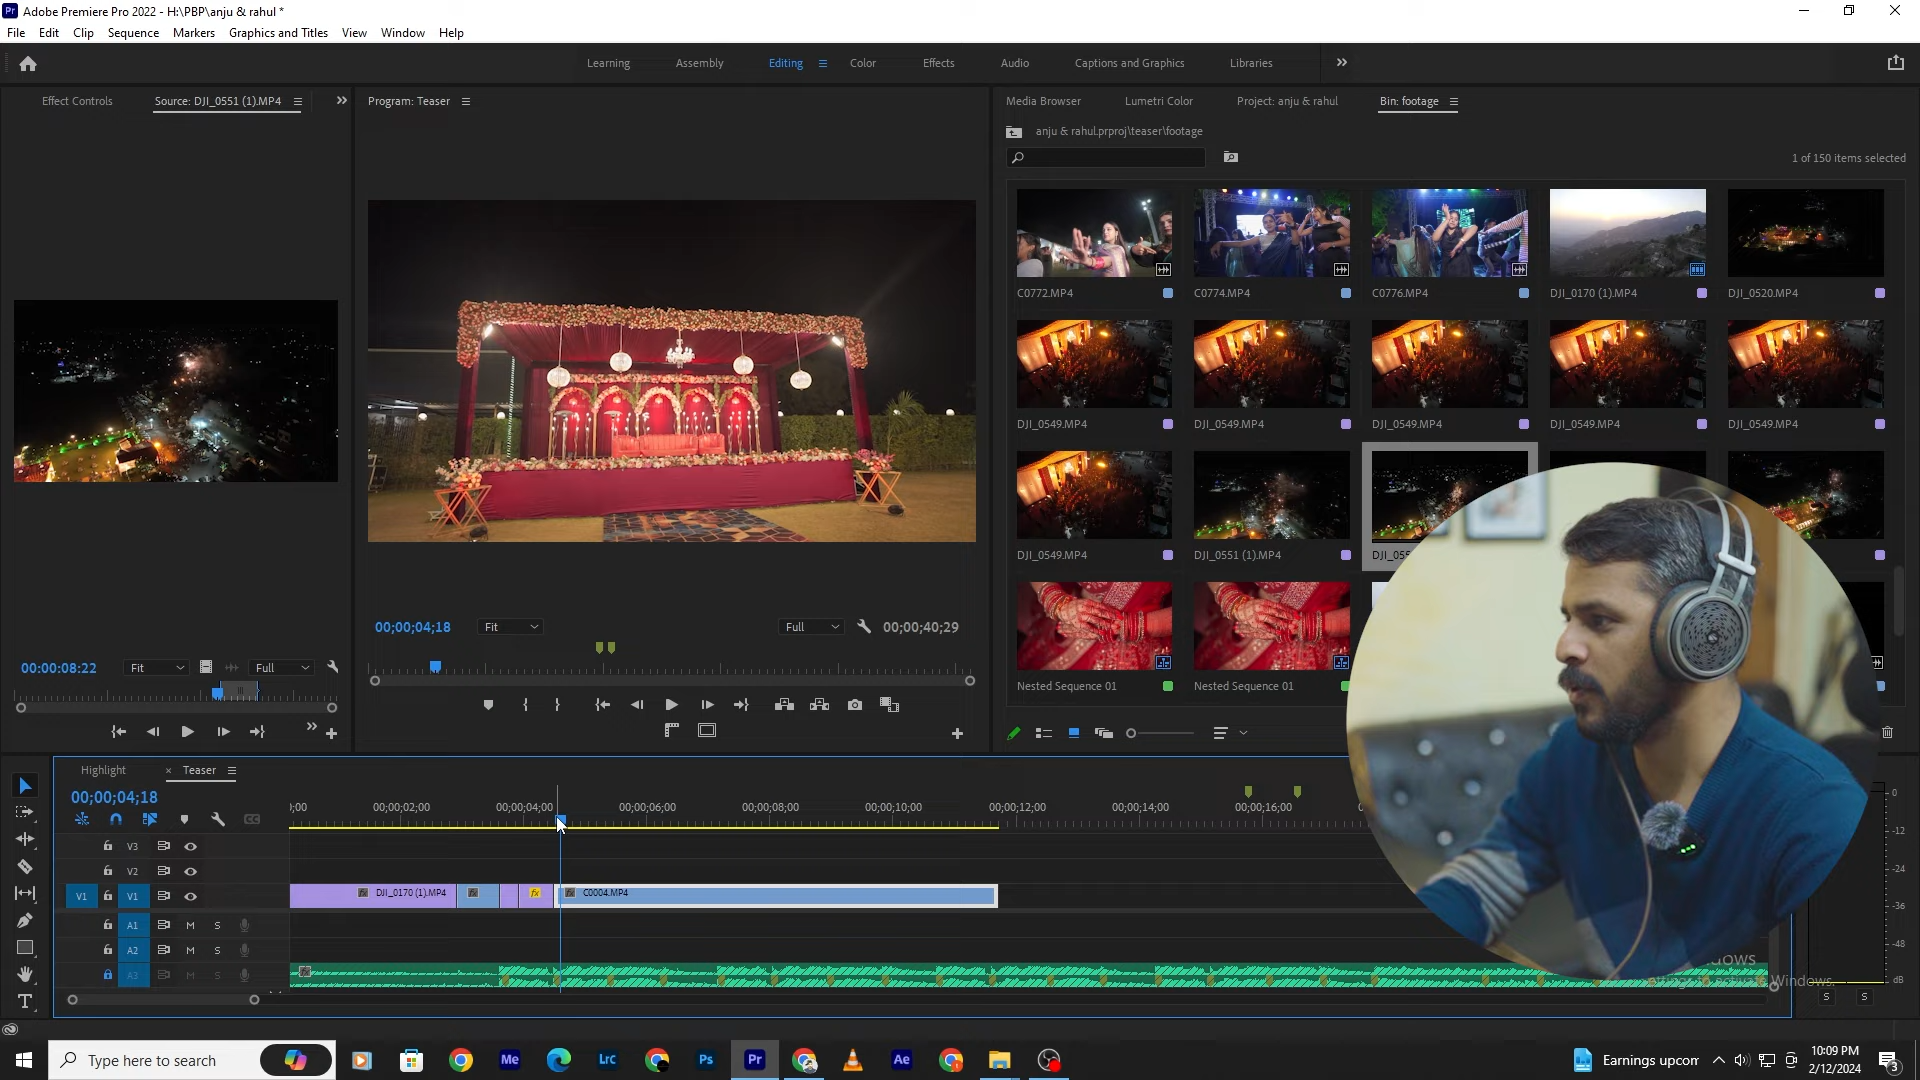 Pr Adobe Premiere Pro 2022 - H:\PBP\anju & rahul *
File Edit Clip Sequence Markers Graphics and Titles View Window Help
Learning Assembly Editing Color Effects Audio Captions and Graphics Libraries
Effect Controls Source: DJI_0551 (1).MP4 Program: Teaser Media Browser Lumetri Color Project: anju & rahul Bin: footage
anju & rahul.prproj\teaser\footage
1 of 150 items selected
C0772.MP4 C0774.MP4 C0776.MP4 DJI_0170 (1).MP4 DJI_0520.MP4
DJI_0549.MP4 DJI_0549.MP4 DJI_0549.MP4 DJI_0549.MP4 DJI_0549.MP4
DJI_0549.MP4 DJI_0551 (1).MP4
00;00;04;18 Fit Full 00;00;40;29
00:00:08:22 Fit Full
Nested Sequence 01 Nested Sequence 01
Highlight Teaser
00;00;04;18
00;00;02;00 00;00;04;00 00;00;06;00 00;00;08;00 00;00;10;00 00;00;12;00 00;00;14;00 00;00;16;00
V3
V2
V1 V1 DJI_0170 (1).MP4 fx C0004.MP4
A1 M S
A2 M S
A3 M S
-12
-24
-36
-48
dB
S S
Type here to search Me Lrc Ps Pr Ae Earnings upcom 10:09 PM
2/12/2024 3